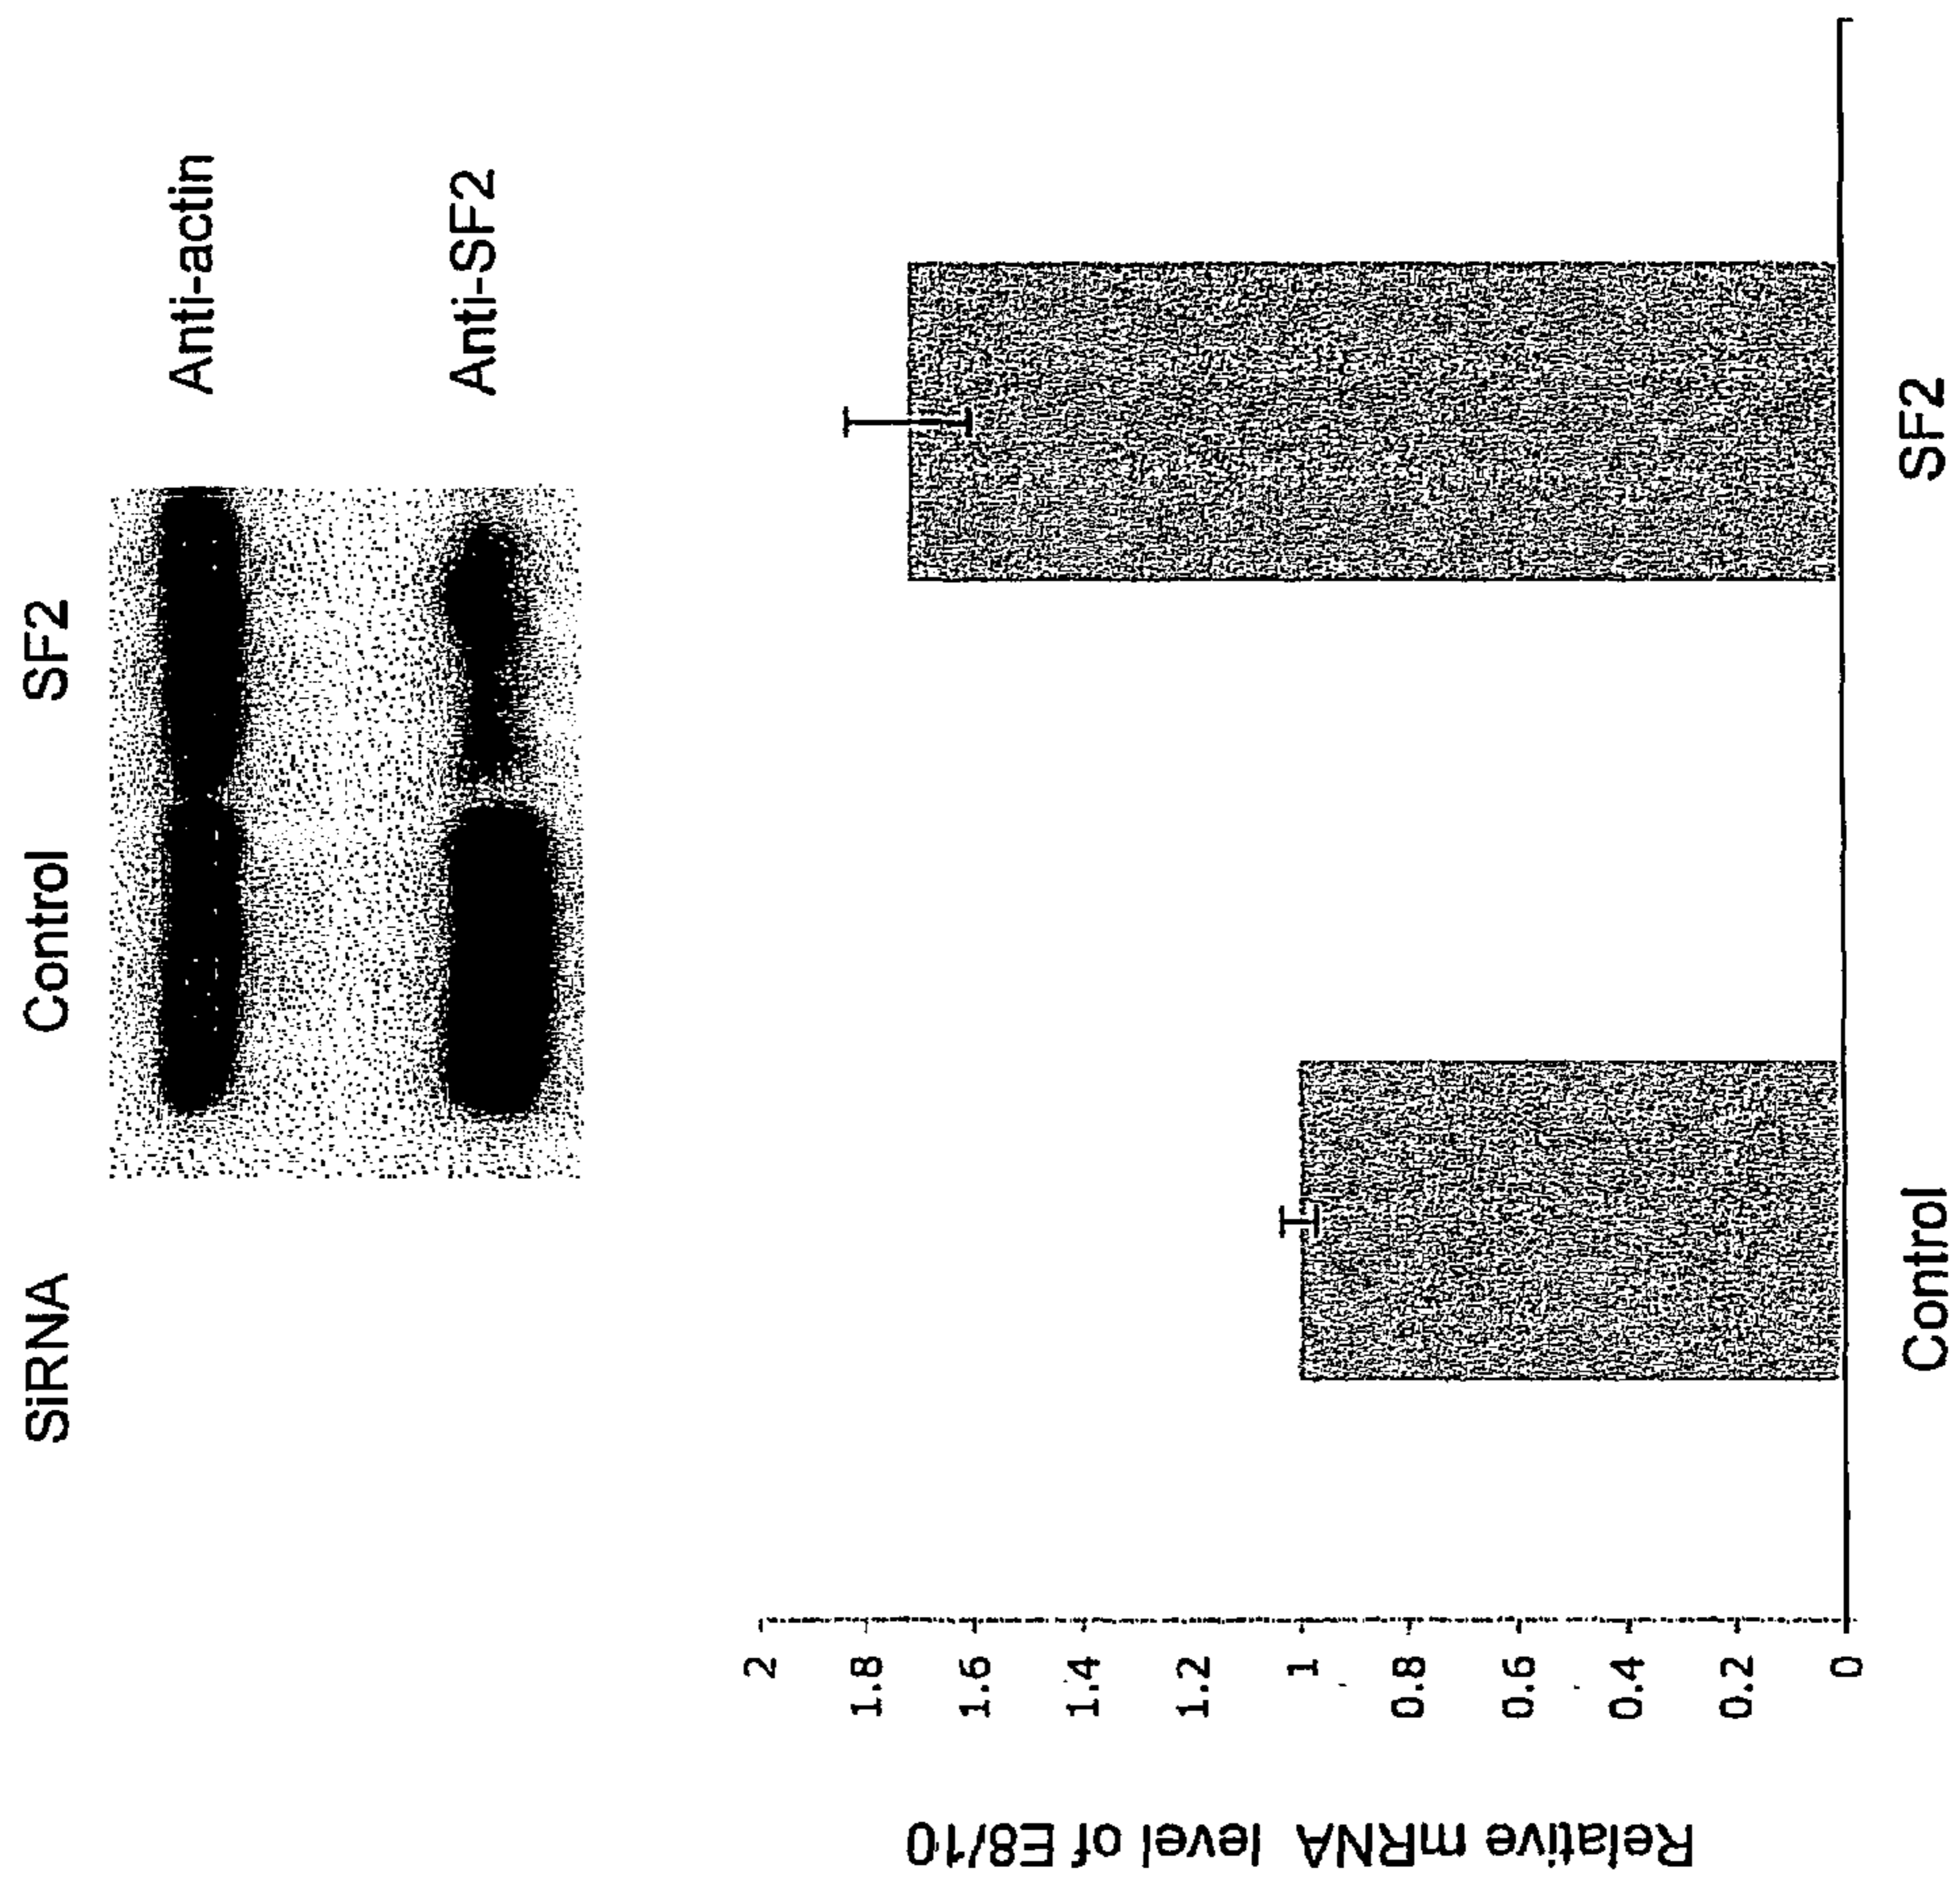 SiRNA Control SF2
Anti-actin
Anti-SF2
Relative mRNA level of E8/10
2
1.8
1.6
1.4
1.2
1
0.8
0.6
0.4
0.2
0
Control SF2